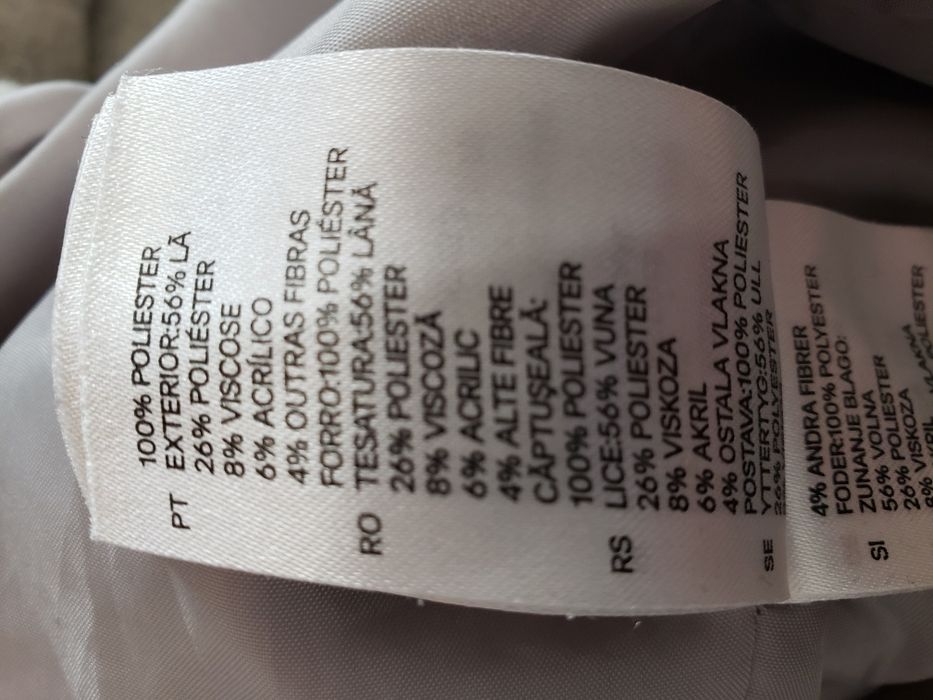 100% POLIESTER
PT EXTERIOR:56% LÃ
26% POLIÉSTER
8% VISCOSE
6% ACRÍLICO
4% OUTRAS FIBRAS
FORRO:100% POLIÉSTER
RO TESATURA:56% LÂNĂ
26% POLIESTER
8% VISCOZĂ
6% ACRILIC
4% ALTE FIBRE
CĂPTUŞEALĂ:
100% POLIESTER
RS LICE:56% VUNA
26% POLIESTER
8% VISKOZA
6% AKRIL
4% OSTALA VLAKNA
POSTAVA:100% POLIESTER
SE YTTERTYG:56% ULL
26% POLYESTER
4% ANDRA FIBRER
FODER:100% POLYESTER
SI ZUNANJE BLAGO:
56% VOLNA
26% POLIESTER
8% VISKOZA